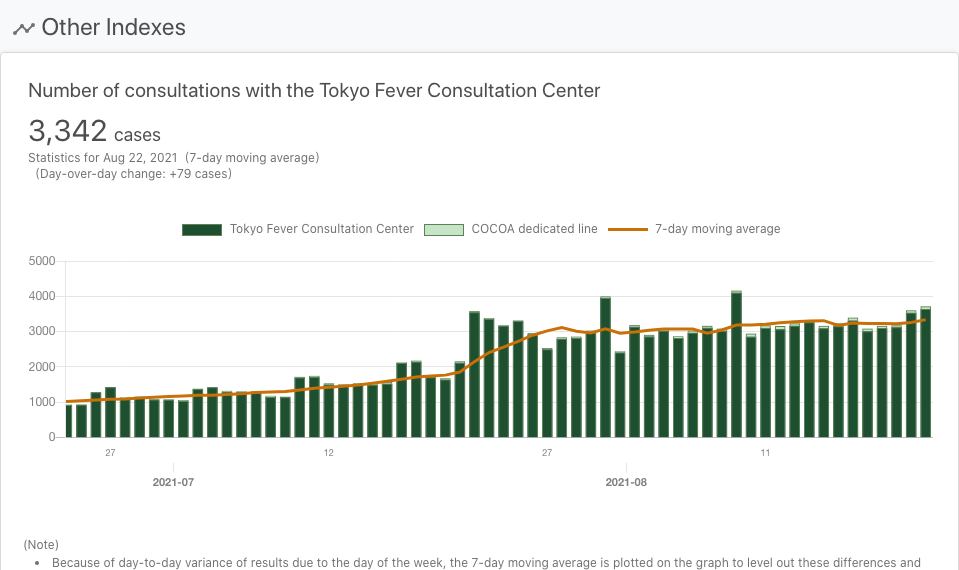 Other Indexes
Number of consultations with the Tokyo Fever Consultation Center
3,342 cases
Statistics for Aug 22, 2021 (7-day moving average)
(Day-over-day change: +79 cases)
Tokyo Fever Consultation Center COCOA dedicated line 7-day moving average
5000
4000
3000
2000
1000
0
27 12 27 11
2021-07 2021-08
(Note)
• Because of day-to-day variance of results due to the day of the week, the 7-day moving average is plotted on the graph to level out these differences and